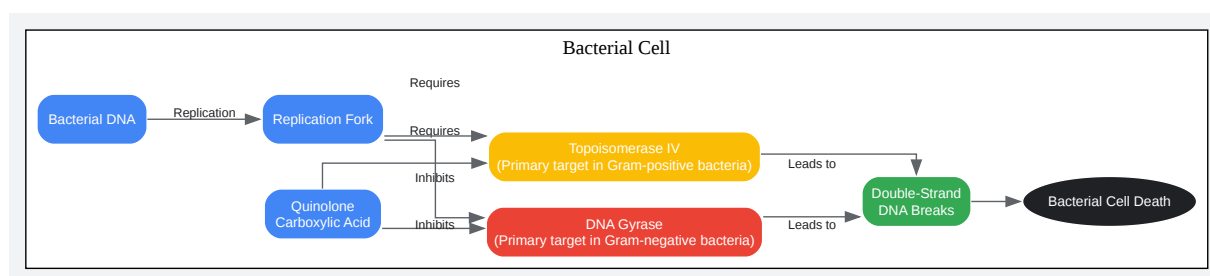 Bacterial Cell
Requires
Bacterial DNA
Replication
Replication Fork
Requires
Topoisomerase IV
(Primary target in Gram-positive bacteria)
Leads to
Inhibits
Quinolone
Carboxylic Acid
Inhibits
DNA Gyrase
(Primary target in Gram-negative bacteria)
Leads to
Double-Strand
DNA Breaks
Bacterial Cell Death